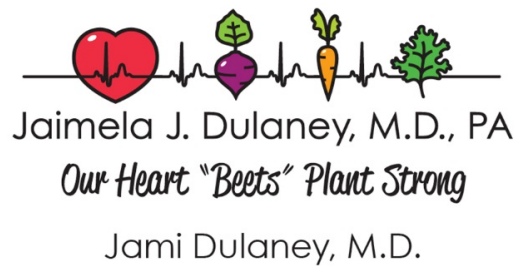 Jaimela J. Dulaney, M.D., PA
Our Heart "Beets" Plant Strong
Jami Dulaney, M.D.